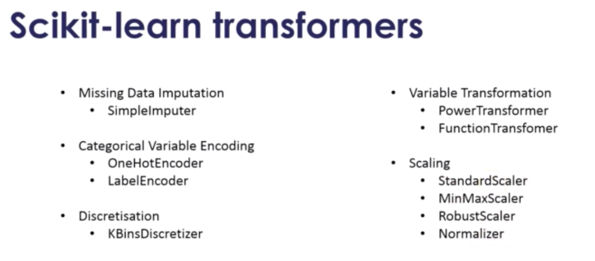 Scikit-learn transformers
• Missing Data Imputation
• SimpleImputer
• Categorical Variable Encoding
• OneHotEncoder
• LabelEncoder
• Discretisation
• KBinsDiscretizer
• Variable Transformation
• PowerTransformer
• FunctionTransfomer
• Scaling
• StandardScaler
• MinMaxScaler
• RobustScaler
• Normalizer